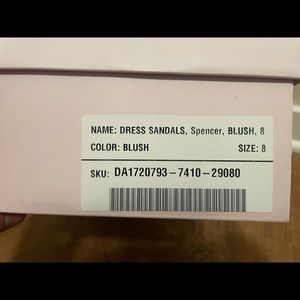 NAME: DRESS SANDALS, Spencer, BLUSH, 8
COLOR: BLUSH SIZE: 8
SKU: DA1720793-7410-29080